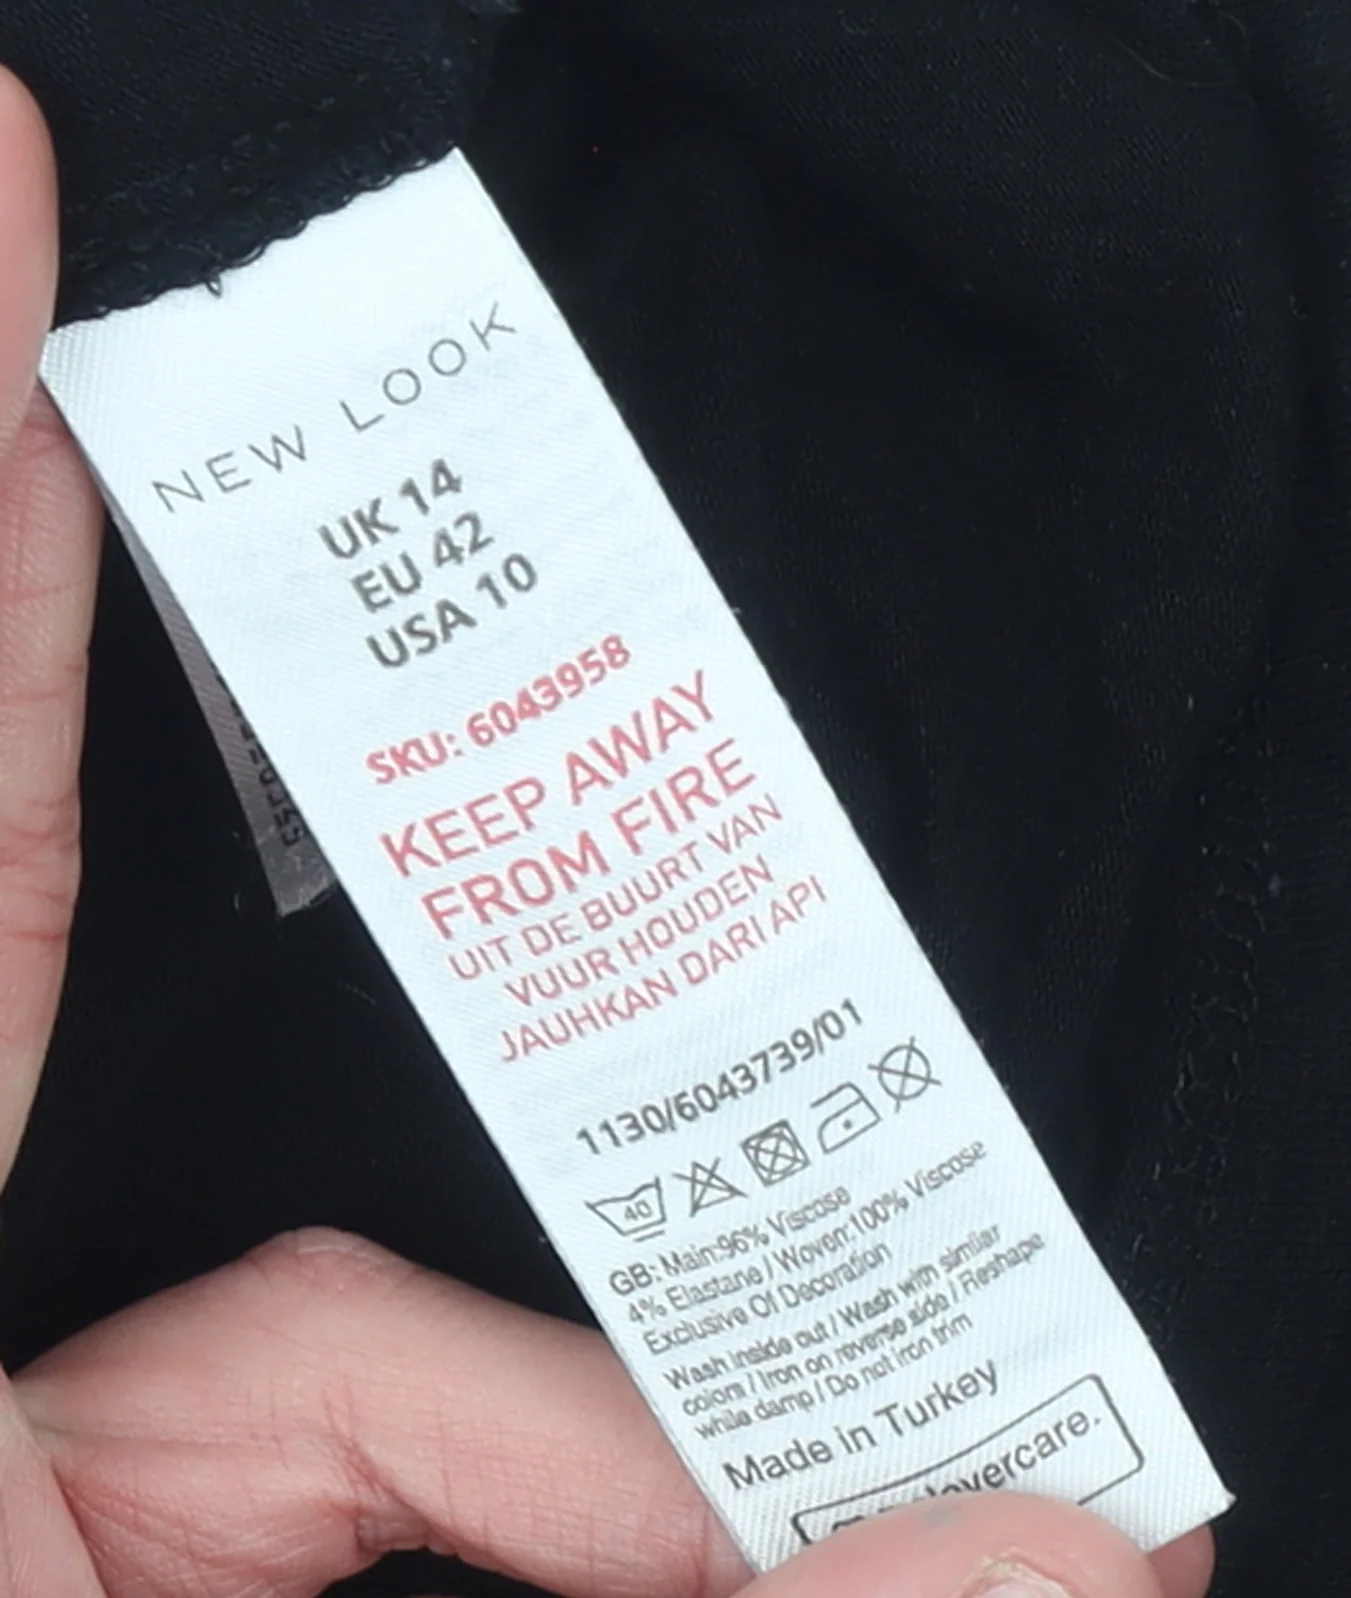 NEW LOOK
UK 14
EU 42
USA 10
SKU: 6043958
KEEP AWAY
FROM FIRE
UIT DE BUURT VAN
VUUR HOUDEN
JAUHKAN DARI API
1130/6043739/01
40
GB: Main:96% Viscose
4% Elastane / Woven:100% Viscose
Exclusive Of Decoration
Wash inside out / Wash with similar
colors / Iron on reverse side / Reshape
while damp / Do not iron trim
Made in Turkey